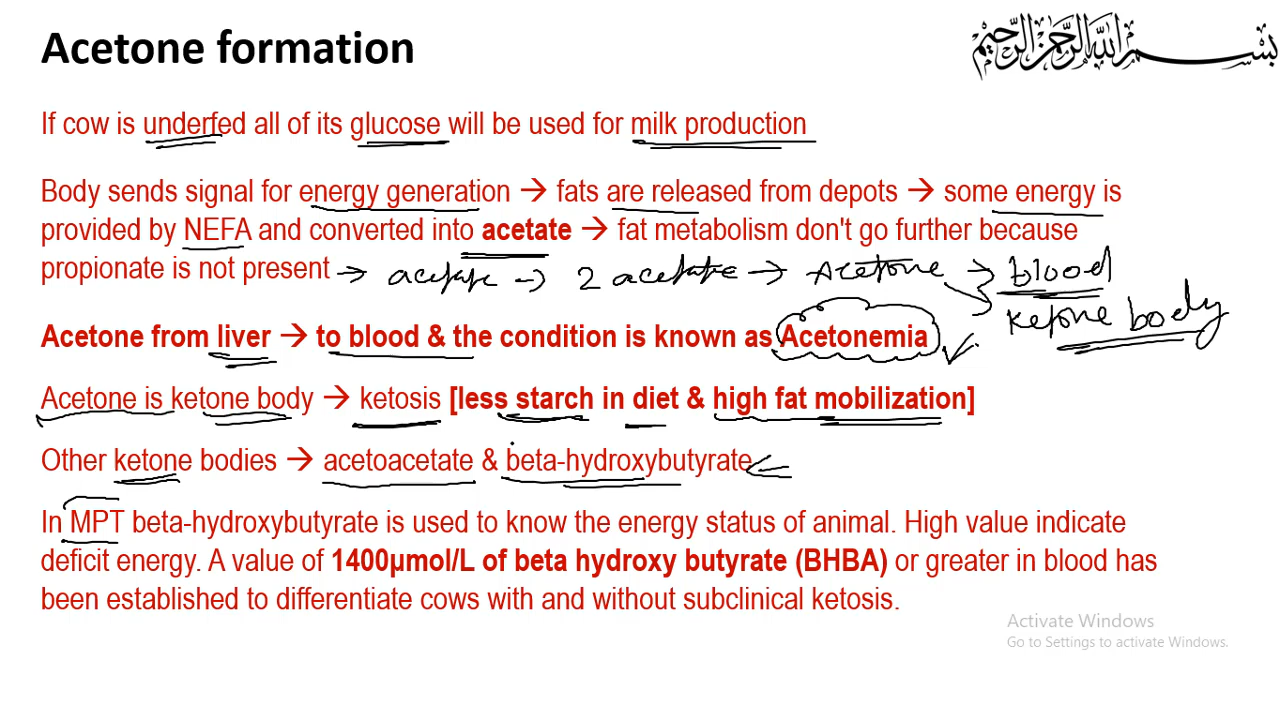 Acetone formation
بسم الله الرحمن الرحيم
If cow is underfed all of its glucose will be used for milk production
Body sends signal for energy generation → fats are released from depots → some energy is
provided by NEFA and converted into acetate → fat metabolism don't go further because
propionate is not present → acetate → 2 acetate → Acetone → blood
Ketone body
Acetone from liver → to blood & the condition is known as Acetonemia
Acetone is ketone body → ketosis [less starch in diet & high fat mobilization]
Other ketone bodies → acetoacetate & beta-hydroxybutyrate
In MPT beta-hydroxybutyrate is used to know the energy status of animal. High value indicate
deficit energy. A value of 1400µmol/L of beta hydroxy butyrate (BHBA) or greater in blood has
been established to differentiate cows with and without subclinical ketosis.
Activate Windows
Go to Settings to activate Windows.